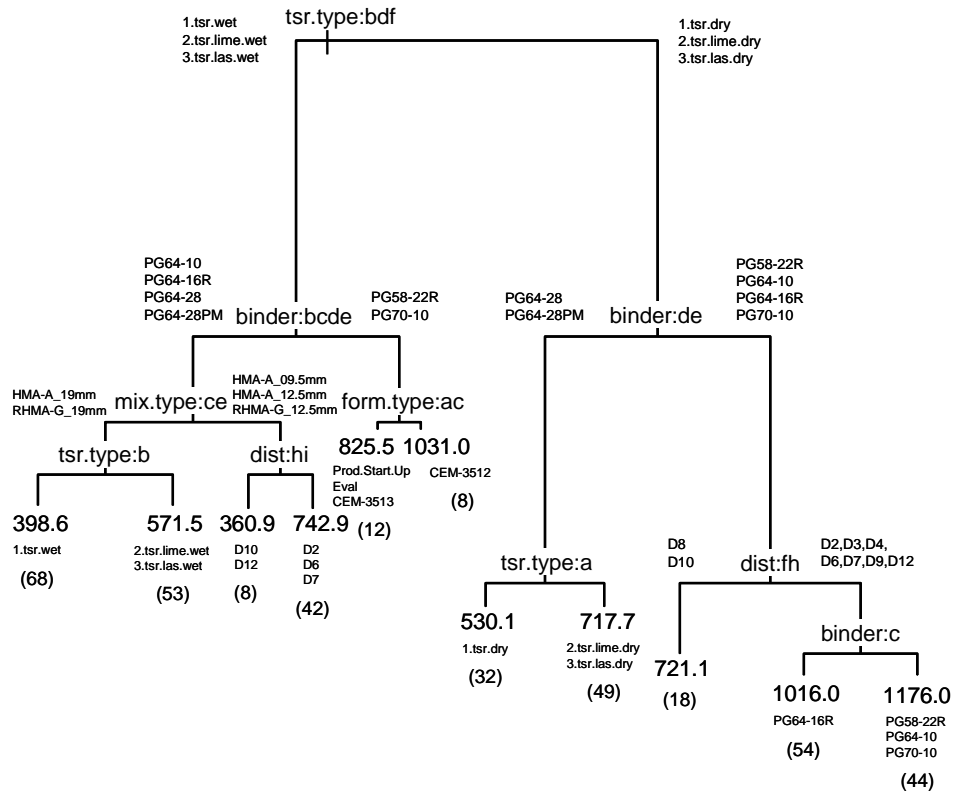 tsr.type:bdf
1.tsr.wet
2.tsr.lime.wet
3.tsr.las.wet
1.tsr.dry
2.tsr.lime.dry
3.tsr.las.dry
PG64-10
PG64-16R
PG64-28
PG64-28PM
binder:bcde
PG58-22R
PG70-10
PG64-28
PG64-28PM
binder:de
PG58-22R
PG64-10
PG64-16R
PG70-10
HMA-A_19mm
RHMA-G_19mm
mix.type:ce
HMA-A_09.5mm
HMA-A_12.5mm
RHMA-G_12.5mm
form.type:ac
825.5
Prod.Start.Up
Eval
CEM-3513
(12)
1031.0
CEM-3512
(8)
tsr.type:b
dist:hi
398.6
1.tsr.wet
(68)
571.5
2.tsr.lime.wet
3.tsr.las.wet
(53)
360.9
D10
D12
(8)
742.9
D2
D6
D7
(42)
tsr.type:a
D8
D10
dist:fh
D2,D3,D4,
D6,D7,D9,D12
530.1
1.tsr.dry
(32)
717.7
2.tsr.lime.dry
3.tsr.las.dry
(49)
721.1
(18)
binder:c
1016.0
PG64-16R
(54)
1176.0
PG58-22R
PG64-10
PG70-10
(44)